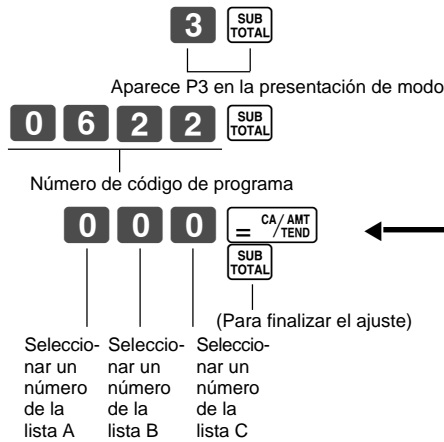 3 SUB TOTAL
Aparece P3 en la presentación de modo
0 6 2 2 SUB TOTAL
Número de código de programa
0 0 0 = CA/AMT/TEND
SUB TOTAL
(Para finalizar el ajuste)
Seleccio-
nar un
número
de la
lista A
Seleccio-
nar un
número
de la
lista B
Seleccio-
nar un
número
de la
lista C